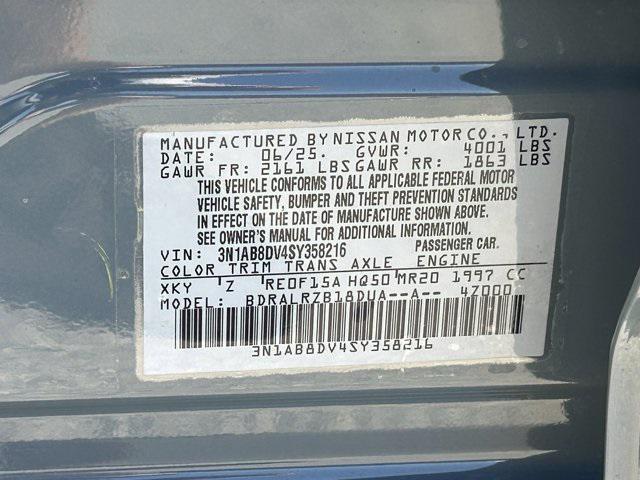 MANUFACTURED BY NISSAN MOTOR CO., LTD.
DATE: 06/25. GVWR: 4001 LBS
GAWR FR: 2161 LBS GAWR RR: 1863 LBS
THIS VEHICLE CONFORMS TO ALL APPLICABLE FEDERAL MOTOR
VEHICLE SAFETY, BUMPER AND THEFT PREVENTION STANDARDS
IN EFFECT ON THE DATE OF MANUFACTURE SHOWN ABOVE.
SEE OWNER'S MANUAL FOR ADDITIONAL INFORMATION.
VIN: 3N1AB8DV4SY358216 PASSENGER CAR.
COLOR TRIM TRANS AXLE ENGINE
XKY Z RE0F15A HQ50 MR20 1997 CC
MODEL: BDRALRZB18DUA--A-- 4Z000
3N1AB8DV4SY358216